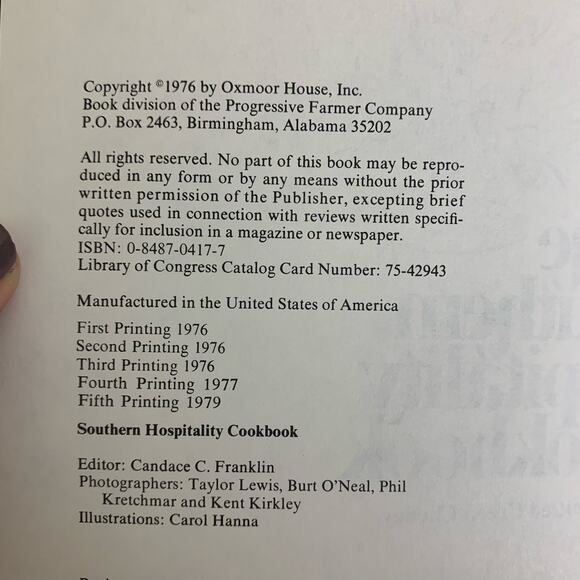 Copyright ©1976 by Oxmoor House, Inc.
Book division of the Progressive Farmer Company
P.O. Box 2463, Birmingham, Alabama 35202
All rights reserved. No part of this book may be repro-
duced in any form or by any means without the prior
written permission of the Publisher, excepting brief
quotes used in connection with reviews written specifi-
cally for inclusion in a magazine or newspaper.
ISBN: 0-8487-0417-7
Library of Congress Catalog Card Number: 75-42943
Manufactured in the United States of America
First Printing 1976
Second Printing 1976
Third Printing 1976
Fourth Printing 1977
Fifth Printing 1979
Southern Hospitality Cookbook
Editor: Candace C. Franklin
Photographers: Taylor Lewis, Burt O'Neal, Phil
Kretchmar and Kent Kirkley
Illustrations: Carol Hanna